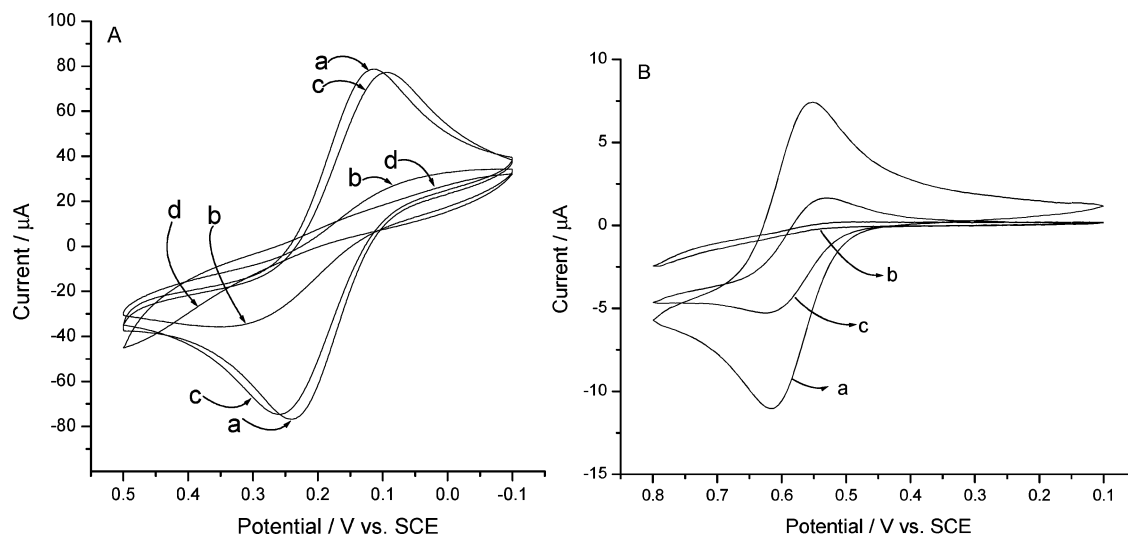 A
100
80
60
40
20
0
-20
-40
-60
-80
Current / µA
a
c
b
d
d
b
c
a
0.5 0.4 0.3 0.2 0.1 0.0 -0.1
Potential / V vs. SCE
B
10
5
0
-5
-10
-15
Current / µA
b
c
a
0.8 0.7 0.6 0.5 0.4 0.3 0.2 0.1
Potential / V vs. SCE